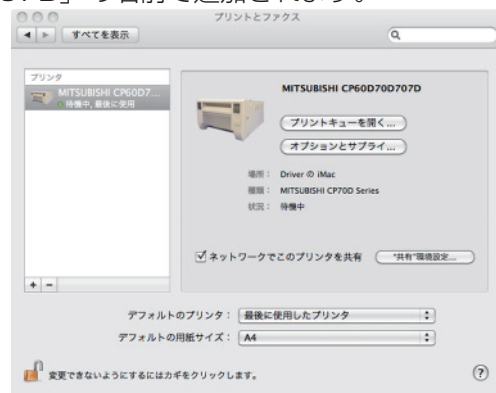 プリントとファクス
すべてを表示
プリンタ
MITSUBISHI CP60D7...
待機中, 最後に使用
MITSUBISHI CP60D70D707D
プリントキューを開く...
オプションとサプライ...
場所： Driver の iMac
種類： MITSUBISHI CP70D Series
状況： 待機中
ネットワークでこのプリンタを共有
"共有"環境設定...
+ -
デフォルトのプリンタ： 最後に使用したプリンタ
デフォルトの用紙サイズ： A4
変更できないようにするにはカギをクリックします。
?